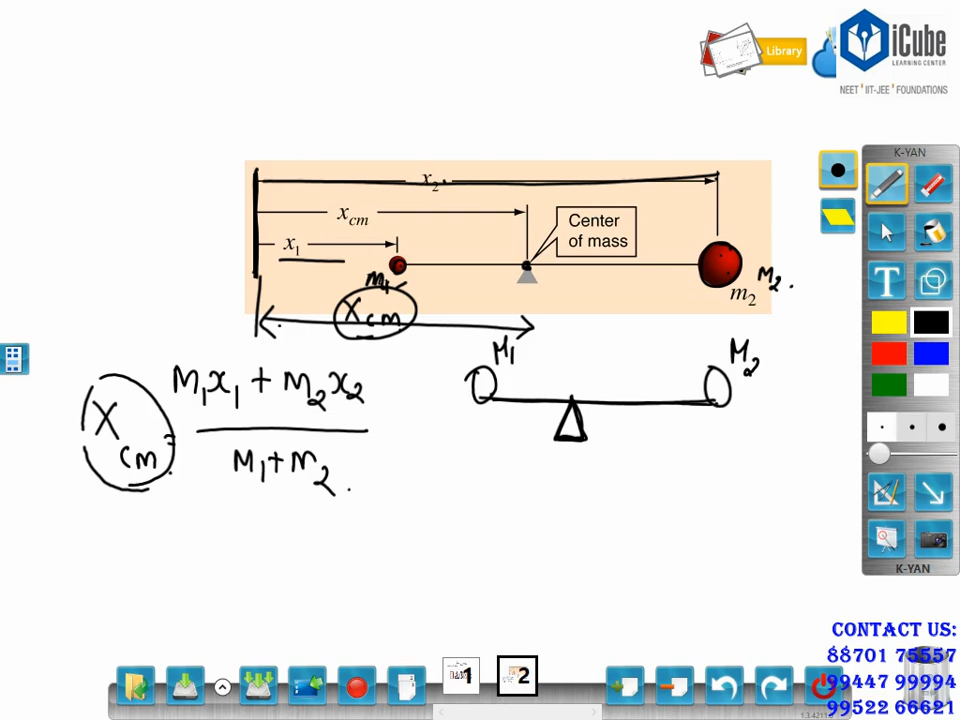 iCube
LEARNING CENTER
NEET ' IIT-JEE ' FOUNDATIONS
Library
K-YAN
x2
xcm
Center
of mass
x1
m1
M2.
m2
Xcm
M1
M2
Xcm = M1x1 + M2x2
M1+M2.
T
K-YAN
CONTACT US:
88701 75557
99447 99994
99522 66621
1
2